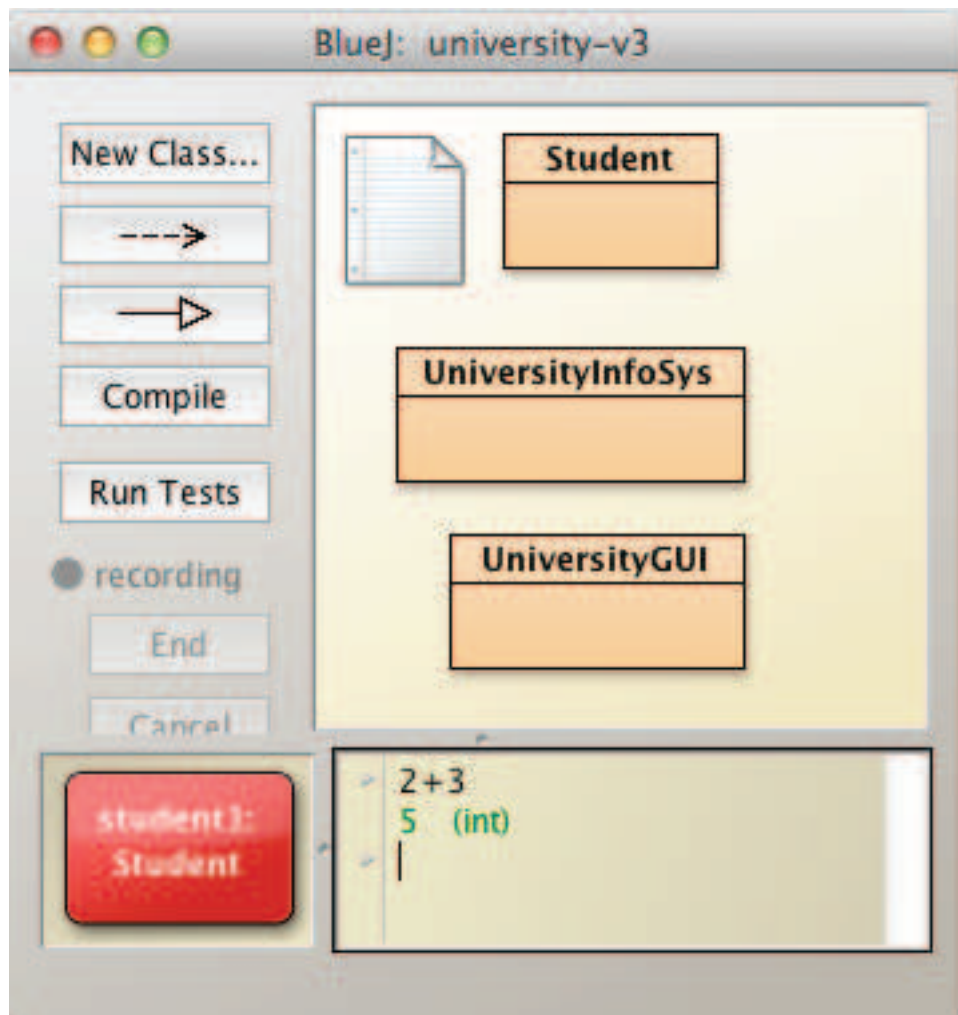 BlueJ: university-v3
New Class...
Compile
Run Tests
recording
End
Cancel
Student
UniversityInfoSys
UniversityGUI
student1:
Student
2+3
5 (int)